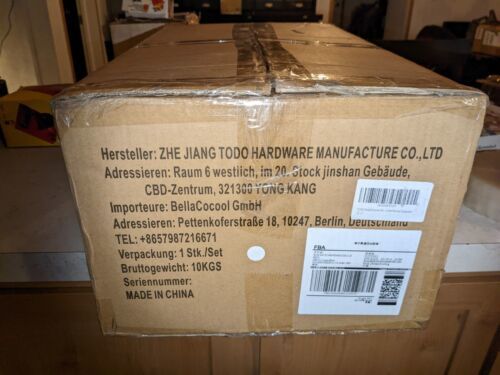 Hersteller: ZHE JIANG TODO HARDWARE MANUFACTURE CO.,LTD
Adressieren: Raum 6 westlich, im 20. Stock jinshan Gebäude,
CBD-Zentrum, 321300 YONG KANG
Importeure: BellaCocool GmbH
Adressieren: Pettenkoferstraße 18, 10247, Berlin, Deutschland
TEL: +8657987216671
Verpackung: 1 Stk./Set
Bruttogewicht: 10KGS
Seriennummer:
MADE IN CHINA
FBA